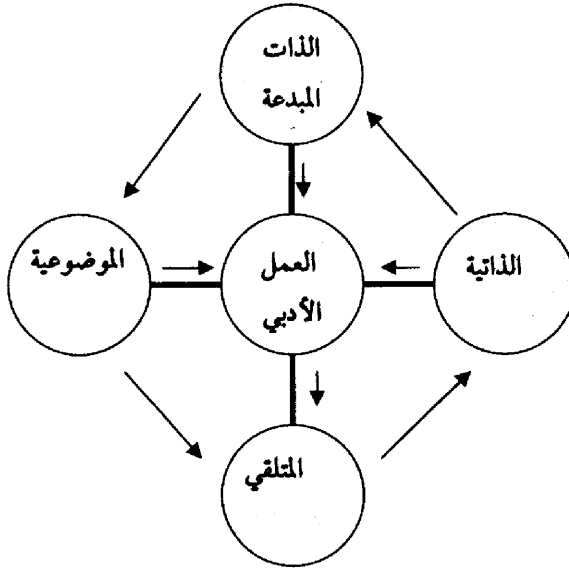 الذات
المبدعة
الذاتية
العمل
الأدبي
الموضوعية
المتلقي